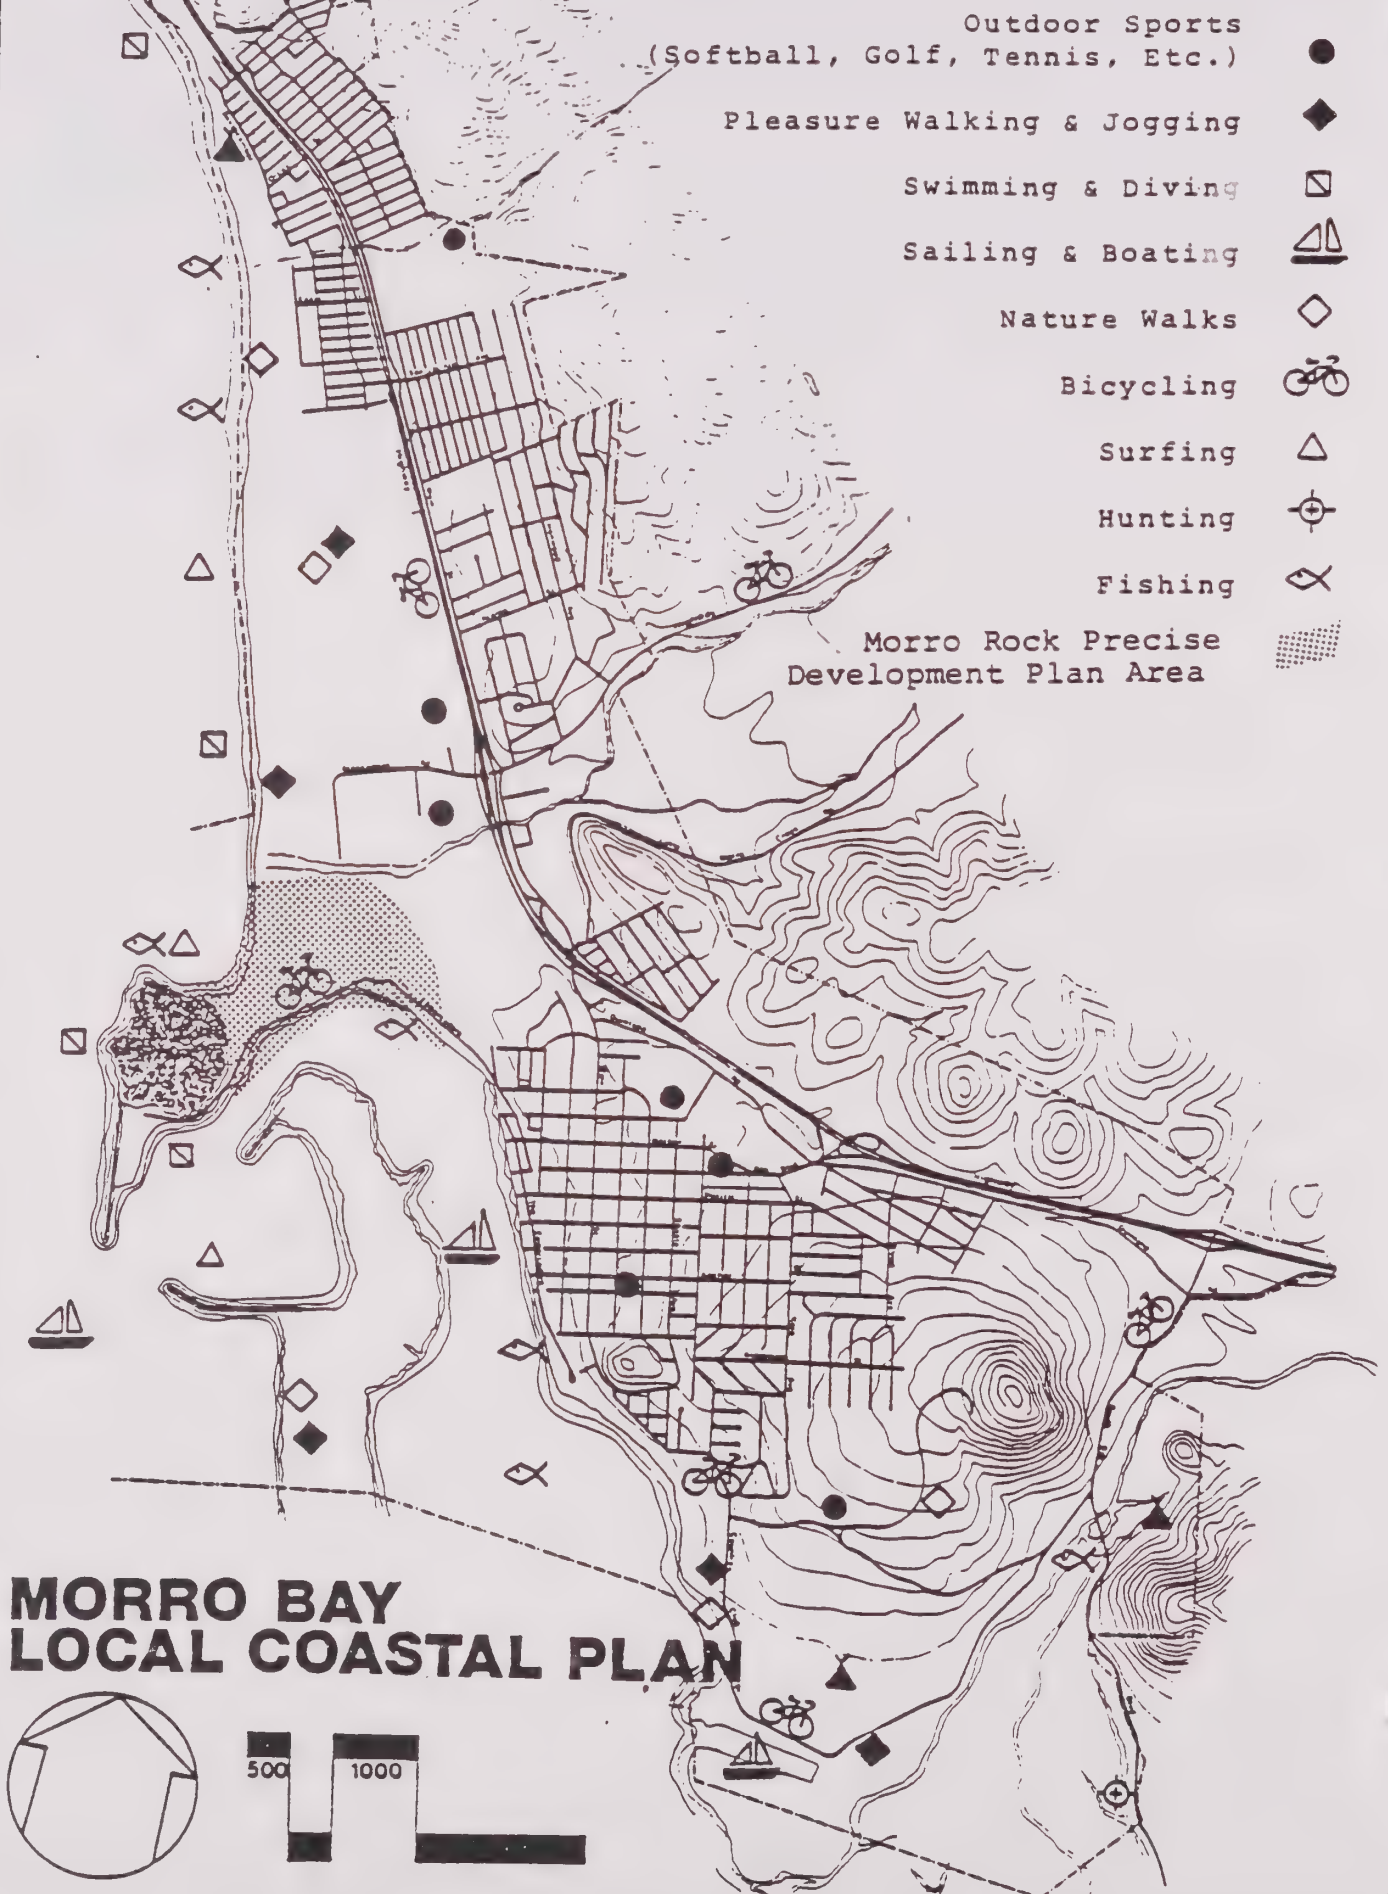 Outdoor Sports
(Softball, Golf, Tennis, Etc.)
Pleasure Walking & Jogging
Swimming & Diving
Sailing & Boating
Nature Walks
Bicycling
Surfing
Hunting
Fishing
Morro Rock Precise
Development Plan Area
MORRO BAY
LOCAL COASTAL PLAN
500
1000